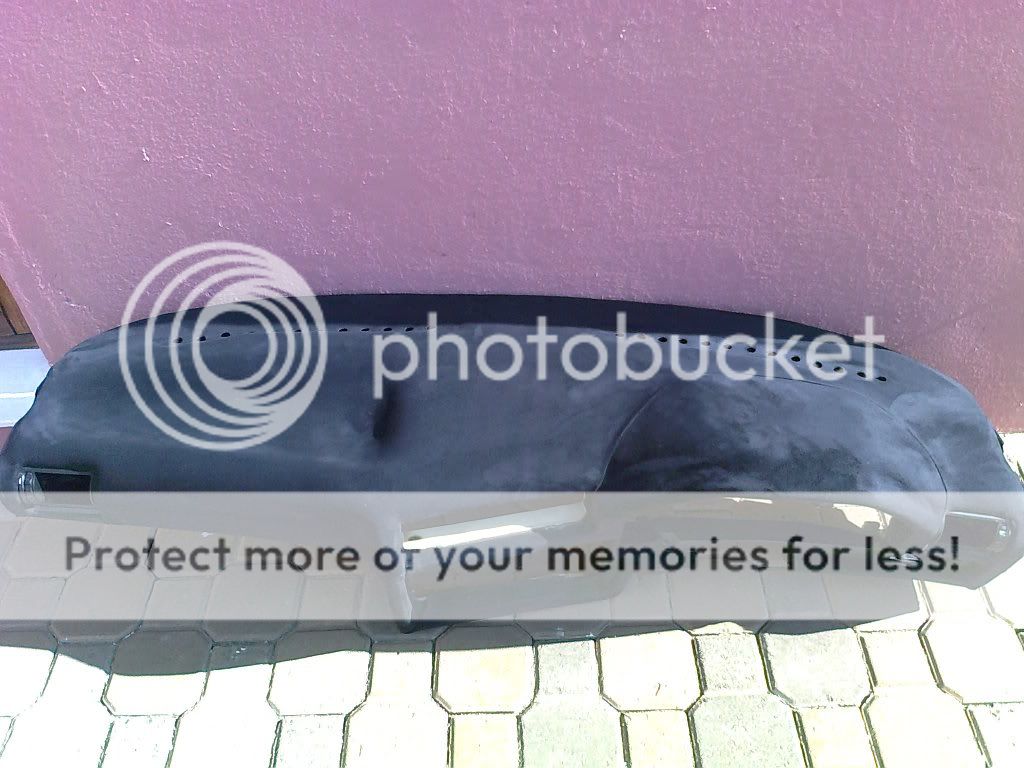 photobucket
Protect more of your memories for less!